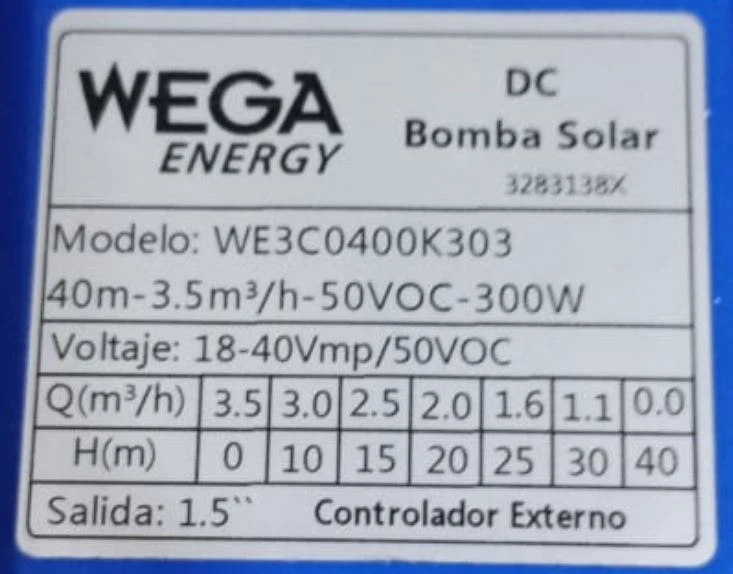 WEGA
ENERGY
DC
Bomba Solar
3283138X
Modelo: WE3C0400K303
40m-3.5m³/h-50VOC-300W
Voltaje: 18-40Vmp/50VOC
Q(m³/h) 3.5 3.0 2.5 2.0 1.6 1.1 0.0
H(m) 0 10 15 20 25 30 40
Salida: 1.5`` Controlador Externo